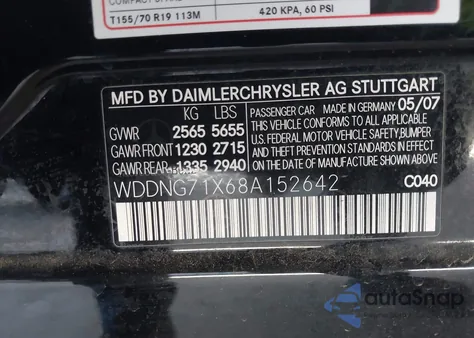 T155/70 R19 113M 420 KPA, 60 PSI
MFD BY DAIMLERCHRYSLER AG STUTTGART
KG LBS
GVWR 2565 5655
GAWR FRONT 1230 2715
GAWR REAR 1335 2940
PASSENGER CAR MADE IN GERMANY 05/07
THIS VEHICLE CONFORMS TO ALL APPLICABLE
U.S. FEDERAL MOTOR VEHICLE SAFETY, BUMPER
AND THEFT PREVENTION STANDARDS IN EFFECT
ON THE DATE OF MANUFACTURE SHOWN ABOVE.
WDDNG71X68A152642 C040
autoSnap